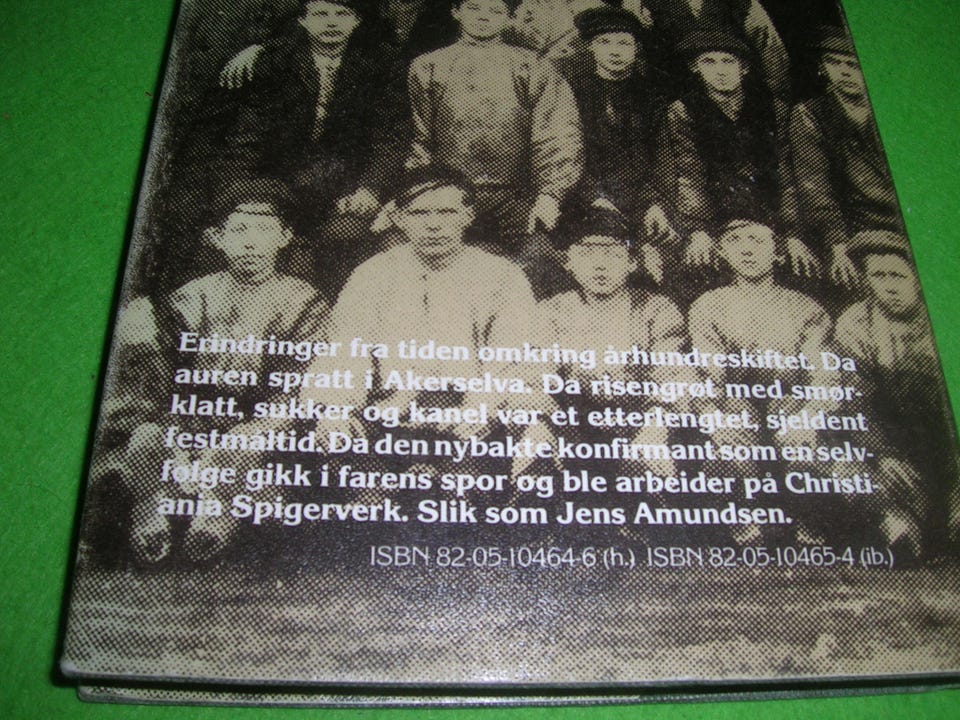 Erindringer fra tiden omkring århundreskiftet. Da
auren spratt i Akerselva. Da risengrøt med smør-
klatt, sukker og kanel var et etterlengtet, sjeldent
festmåltid. Da den nybakte konfirmant som en selv-
følge gikk i farens spor og ble arbeider på Christi-
ania Spigerverk. Slik som Jens Amundsen.
ISBN 82-05-10464-6 (h.) ISBN 82-05-10465-4 (ib.)